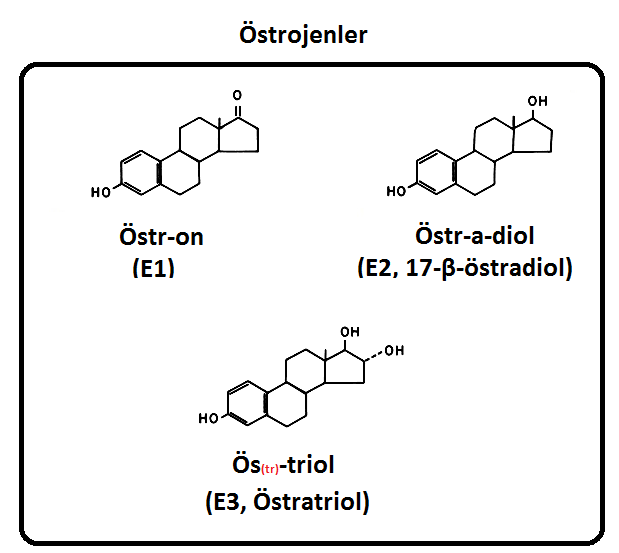 Östrojenler
O
HO
Östr-on
(E1)
OH
HO
Östr-a-diol
(E2, 17-β-östradiol)
OH
OH
HO
Ös(tr)-triol
(E3, Östratriol)